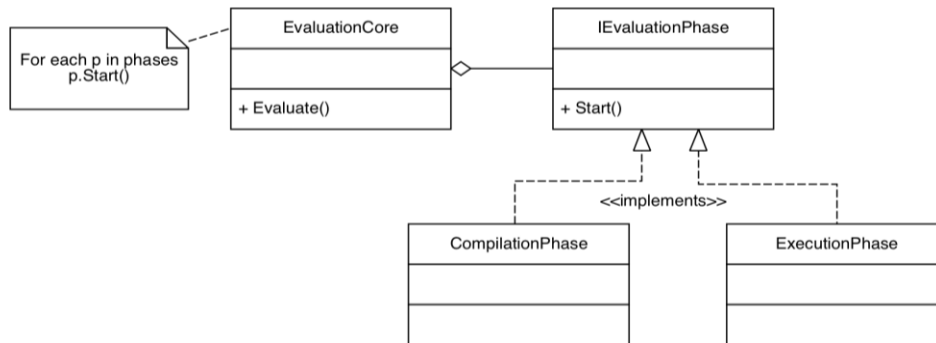 For each p in phases
p.Start()
EvaluationCore
+ Evaluate()
IEvaluationPhase
+ Start()
<<implements>>
CompilationPhase
ExecutionPhase